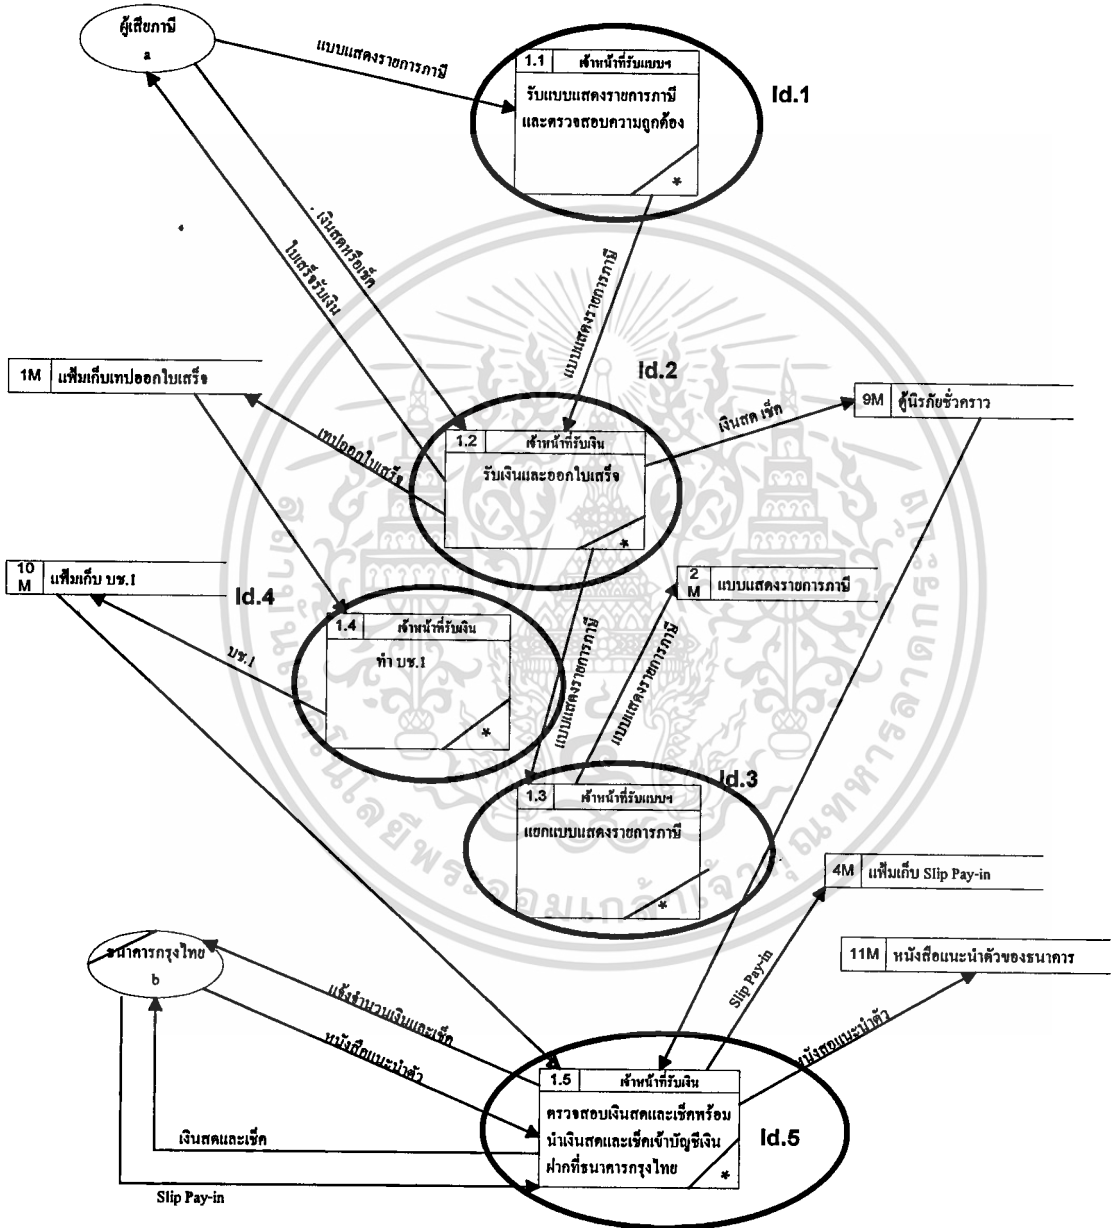 ผู้เสียภาษี
a
แบบแสดงรายการภาษี
1.1 เจ้าหน้าที่รับแบบฯ
รับแบบแสดงรายการภาษี
และตรวจสอบความถูกต้อง
*
Id.1
เงินสดหรือเช็ค
ใบเสร็จรับเงิน
แบบแสดงรายการภาษี
1M แฟ้มเก็บเทปออกใบเสร็จ
Id.2
9M ตู้นิรภัยชั่วคราว
เงินสด เช็ค
เทปออกใบเสร็จ
1.2 เจ้าหน้าที่รับเงิน
รับเงินและออกใบเสร็จ
*
10
M แฟ้มเก็บ บช.1
Id.4
2
M แบบแสดงรายการภาษี
บช.1
1.4 เจ้าหน้าที่รับเงิน
ทำ บช.1
*
แบบแสดงรายการภาษี
แบบแสดงรายการภาษี
Id.3
1.3 เจ้าหน้าที่รับแบบฯ
แยกแบบแสดงรายการภาษี
*
4M แฟ้มเก็บ Slip Pay-in
ธนาคารกรุงไทย
b
11M หนังสือแนะนำตัวของธนาคาร
แจ้งจำนวนเงินและเช็ค
หนังสือแนะนำตัว
Slip Pay-in
หนังสือแนะนำตัว
1.5 เจ้าหน้าที่รับเงิน
ตรวจสอบเงินสดและเช็คพร้อม
นำเงินสดและเช็คเข้าบัญชีเงิน
ฝากที่ธนาคารกรุงไทย
*
Id.5
เงินสดและเช็ค
Slip Pay-in